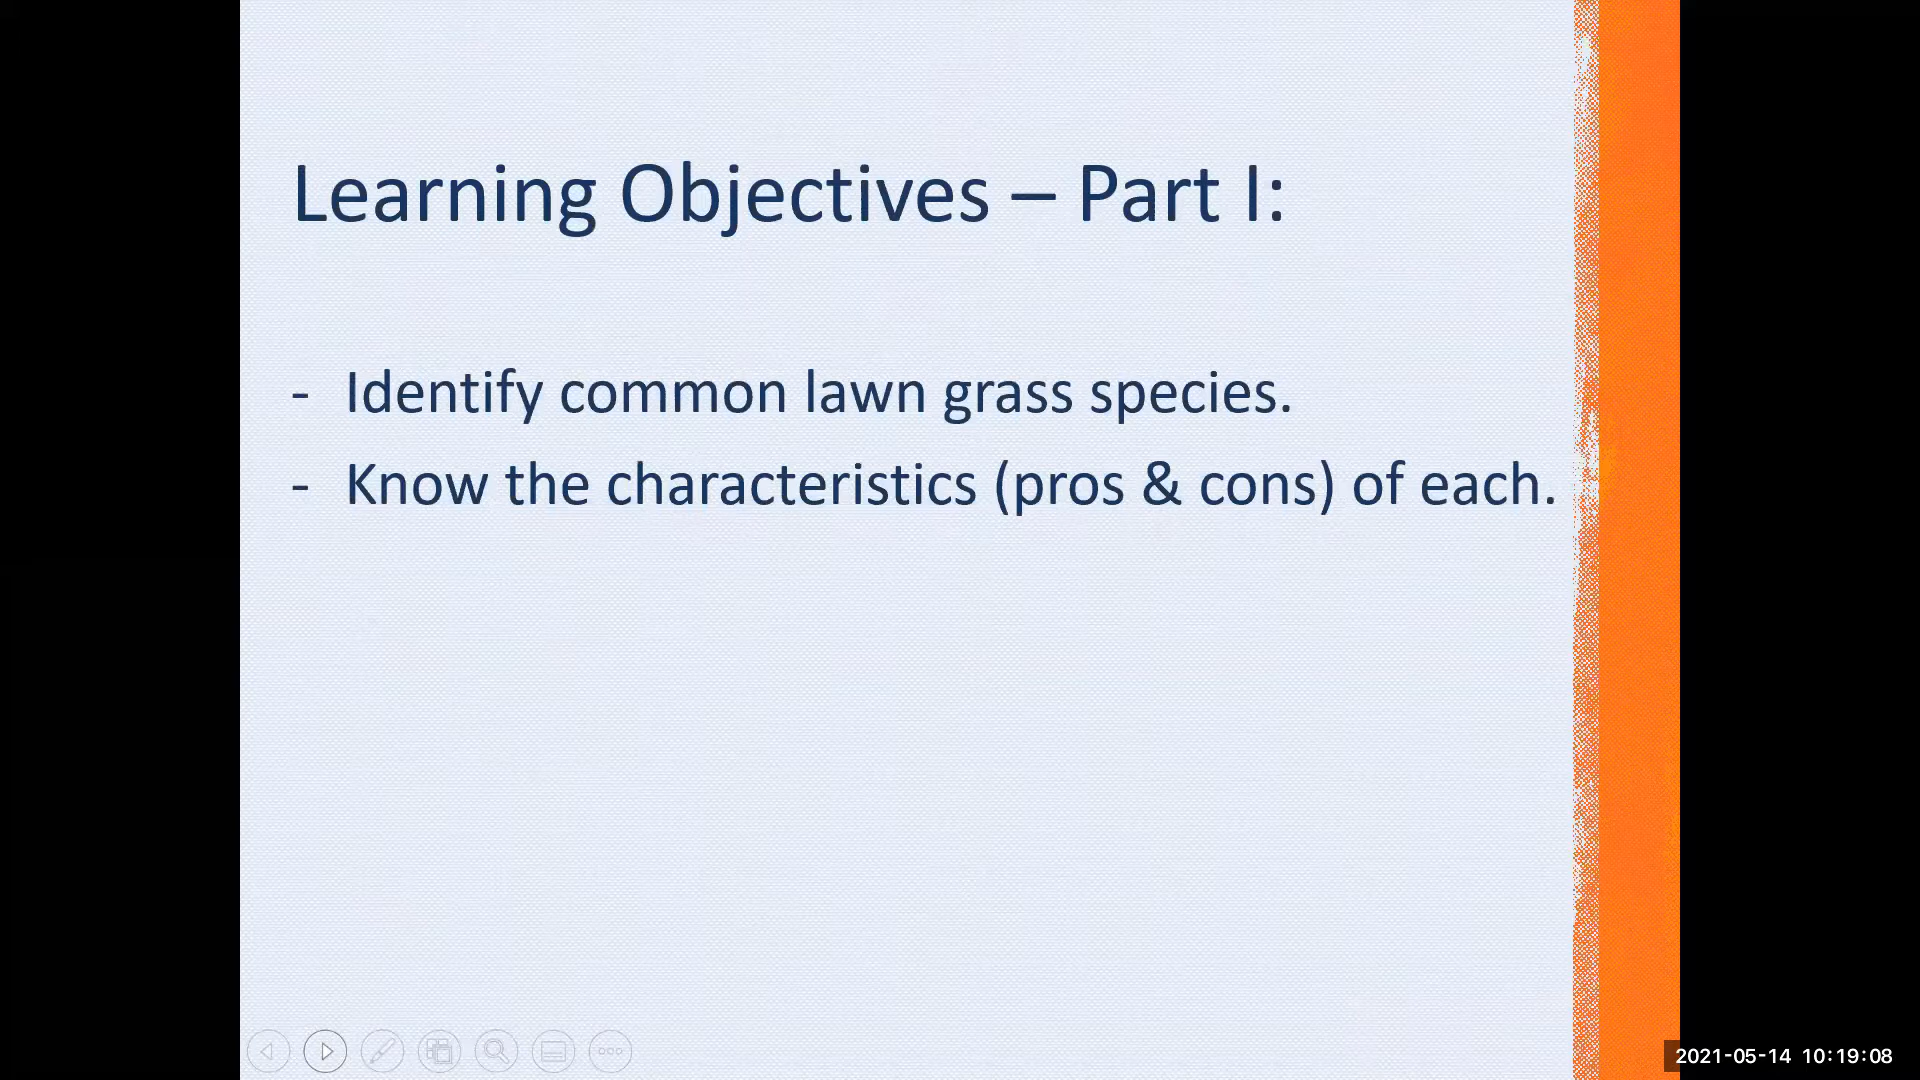 Learning Objectives – Part I:
- Identify common lawn grass species.
- Know the characteristics (pros & cons) of each.
2021-05-14 10:19:08